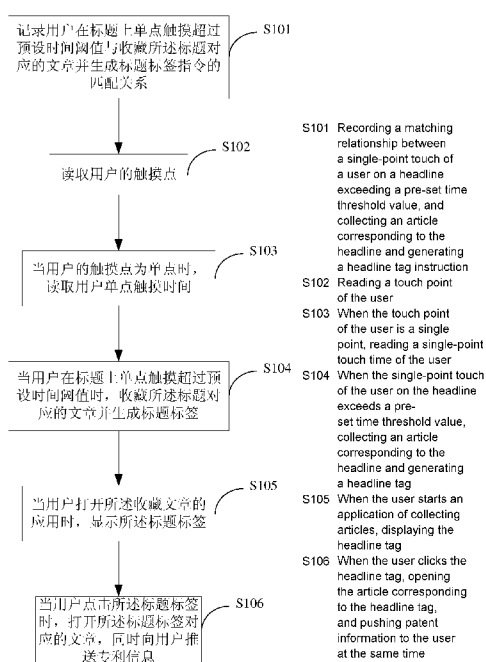 记录用户在标题上单点触摸超过
预设时间阈值与收藏所述标题对
应的文章并生成标题标签指令的
匹配关系
S101
S102
读取用户的触摸点
S103
当用户的触摸点为单点时，
读取用户单点触摸时间
当用户在标题上单点触摸超过预
设时间阈值时，收藏所述标题对
应的文章并生成标题标签
S104
S105
当用户打开所述收藏文章的
应用时，显示所述标题标签
当用户点击所述标题标签
时，打开所述标题标签对
应的文章，同时向用户推
送专利信息
S106
S101 Recording a matching
relationship between
a single-point touch of
a user on a headline
exceeding a pre-set time
threshold value, and
collecting an article
corresponding to the
headline and generating
a headline tag instruction
S102 Reading a touch point
of the user
S103 When the touch point
of the user is a single
point, reading a single-point
touch time of the user
S104 When the single-point touch
of the user on the headline
exceeds a pre-
set time threshold value,
collecting an article
corresponding to the
headline and generating
a headline tag
S105 When the user starts an
application of collecting
articles, displaying the
headline tag
S106 When the user clicks the
headline tag, opening
the article corresponding
to the headline tag,
and pushing patent
information to the user
at the same time